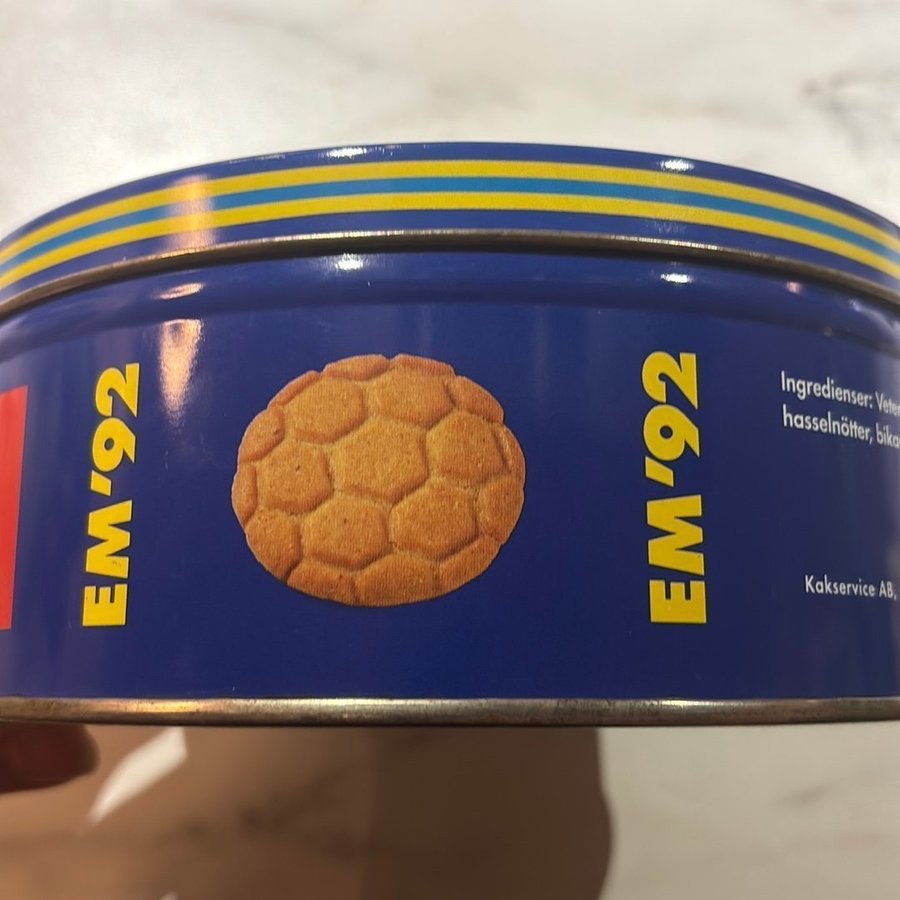 EM'92
EM'92
Ingredienser:
hasselnötter,
Kakservice AB,